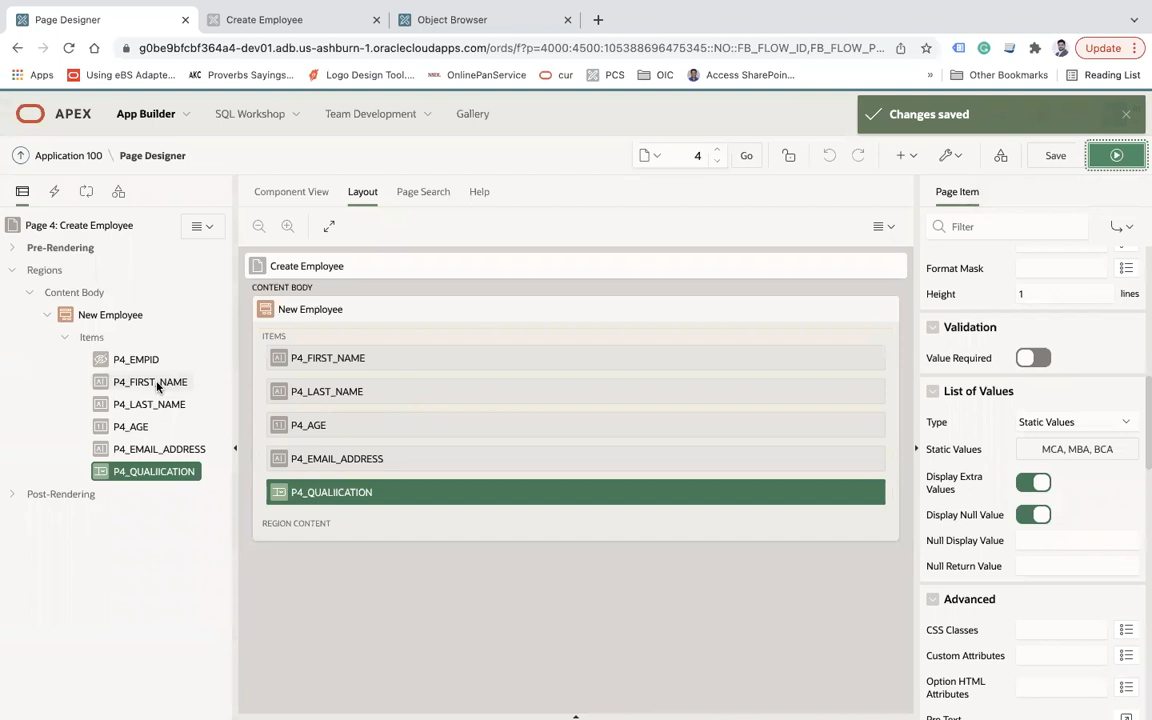 Page Designer
Create Employee
Object Browser
g0be9bfcbf364a4-dev01.adb.us-ashburn-1.oraclecloudapps.com/ords/f?p=4000:4500:105388696475345::NO::FB_FLOW_ID,FB_FLOW_P...
Update
Apps
Using eBS Adapte...
AKC
Proverbs Sayings...
Logo Design Tool....
OnlinePanService
cur
PCS
OIC
Access SharePoin...
»
Other Bookmarks
Reading List
APEX
App Builder
SQL Workshop
Team Development
Gallery
Changes saved
Application 100
\
Page Designer
4
Go
Save
Component View
Layout
Page Search
Help
Page Item
Page 4: Create Employee
Filter
Pre-Rendering
Regions
Content Body
New Employee
Items
P4_EMPID
P4_FIRST_NAME
P4_LAST_NAME
P4_AGE
P4_EMAIL_ADDRESS
P4_QUALIICATION
Post-Rendering
Create Employee
CONTENT BODY
New Employee
ITEMS
P4_FIRST_NAME
P4_LAST_NAME
P4_AGE
P4_EMAIL_ADDRESS
P4_QUALIICATION
REGION CONTENT
Format Mask
Height
1
lines
Validation
Value Required
List of Values
Type
Static Values
Static Values
MCA, MBA, BCA
Display Extra
Values
Display Null Value
Null Display Value
Null Return Value
Advanced
CSS Classes
Custom Attributes
Option HTML
Attributes
Pre Text